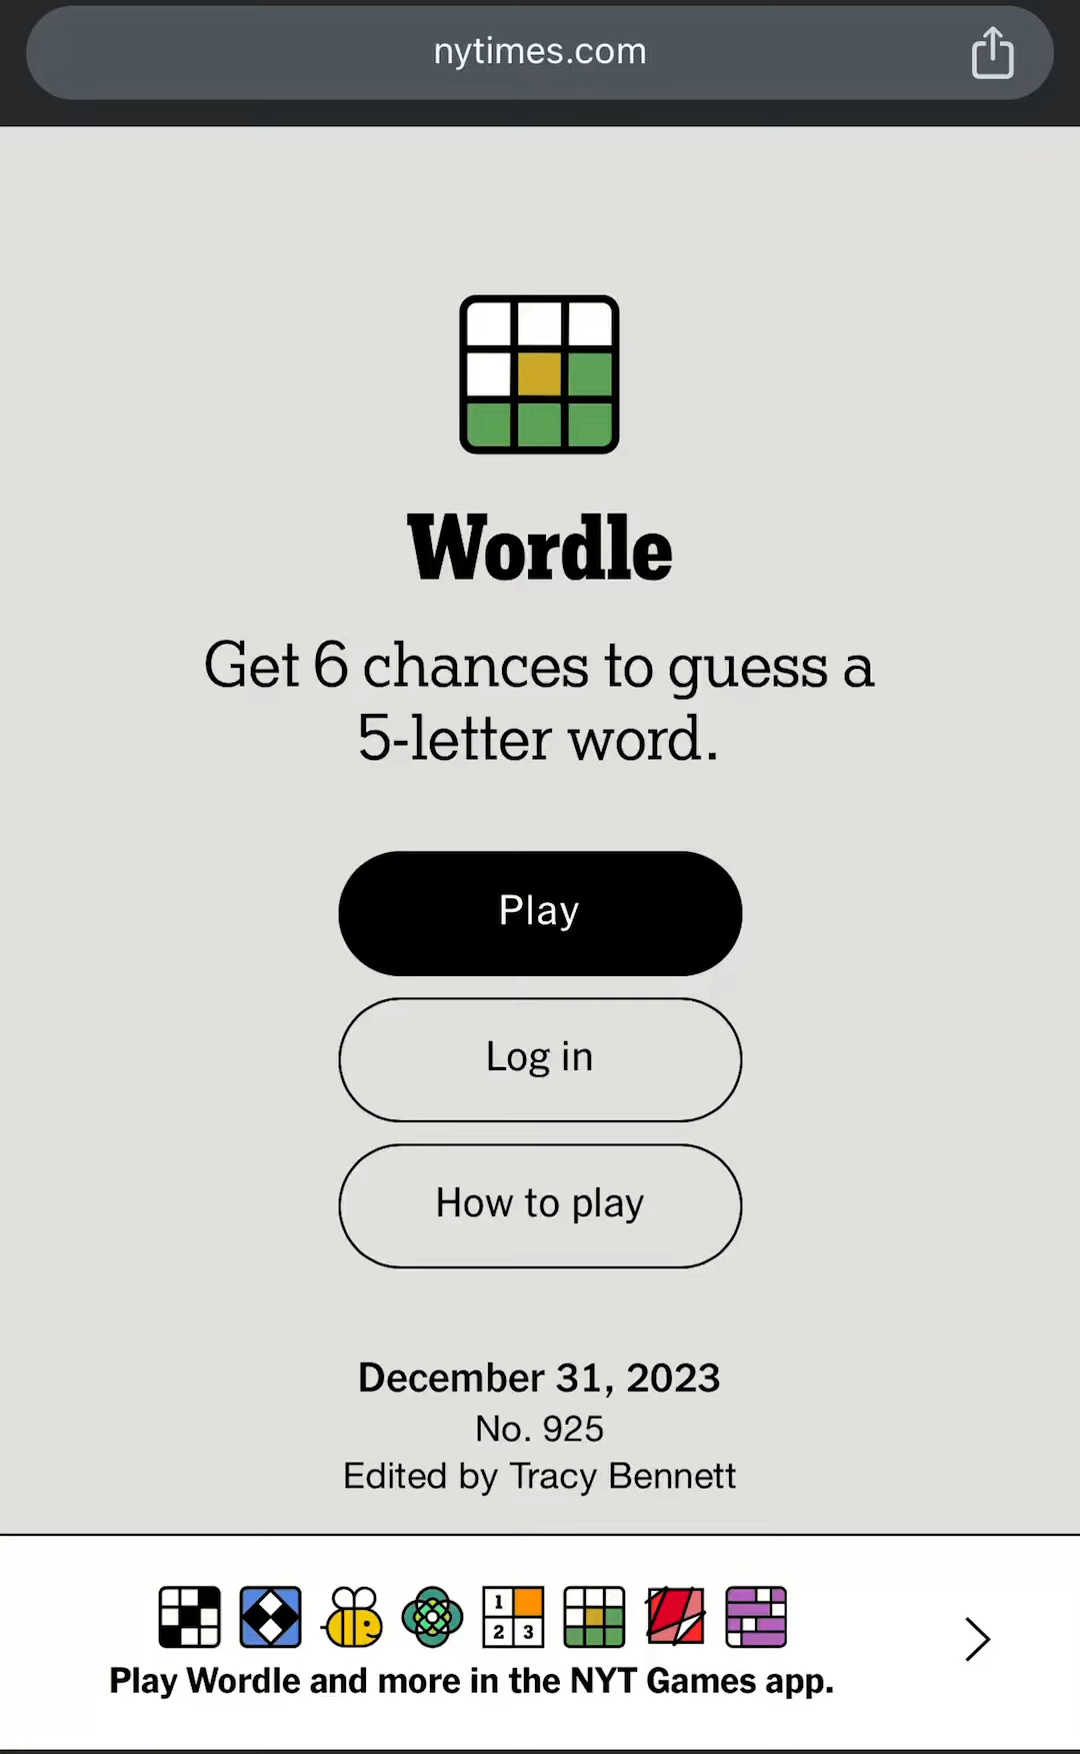 nytimes.com
Wordle
Get 6 chances to guess a
5-letter word.
Play
Log in
How to play
December 31, 2023
No. 925
Edited by Tracy Bennett
1
2 3
Play Wordle and more in the NYT Games app.